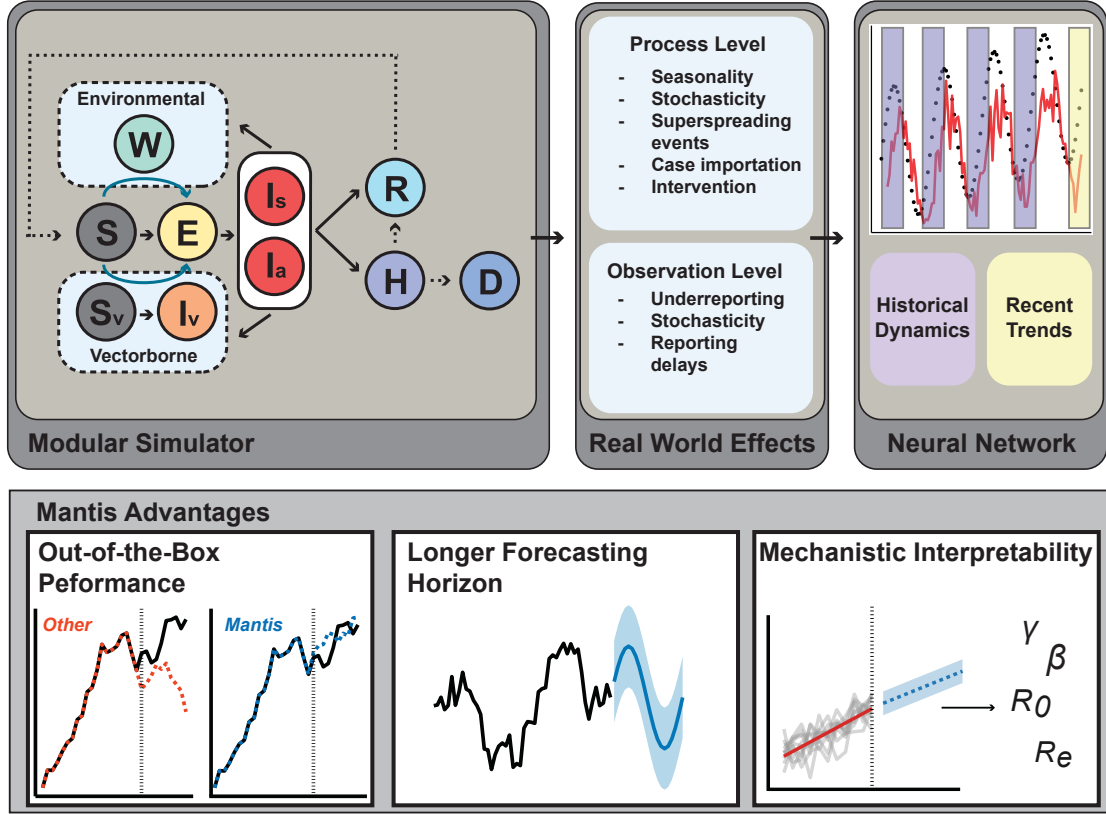 Environmental
W
S
E
Is
Ia
R
H
D
Sv
Iv
Vectorborne
Modular Simulator
Process Level
- Seasonality
- Stochasticity
- Superspreading
events
- Case importation
- Intervention
Observation Level
- Underreporting
- Stochasticity
- Reporting
delays
Real World Effects
Historical
Dynamics
Recent
Trends
Neural Network
Mantis Advantages
Out-of-the-Box
Peformance
Other
Mantis
Longer Forecasting
Horizon
Mechanistic Interpretability
γ
β
R0
Re